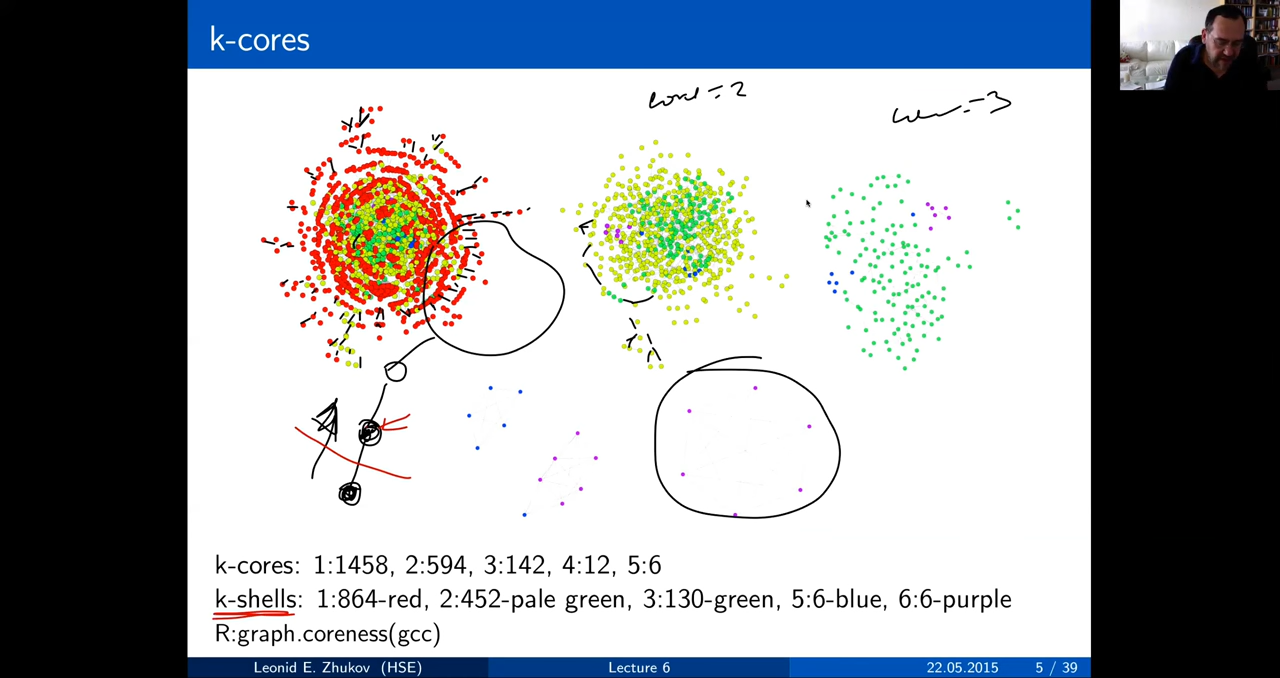 k-cores
= 2
= 3
k-cores: 1:1458, 2:594, 3:142, 4:12, 5:6
k-shells: 1:864-red, 2:452-pale green, 3:130-green, 5:6-blue, 6:6-purple
R:graph.coreness(gcc)
Leonid E. Zhukov (HSE) Lecture 6 22.05.2015 5 / 39